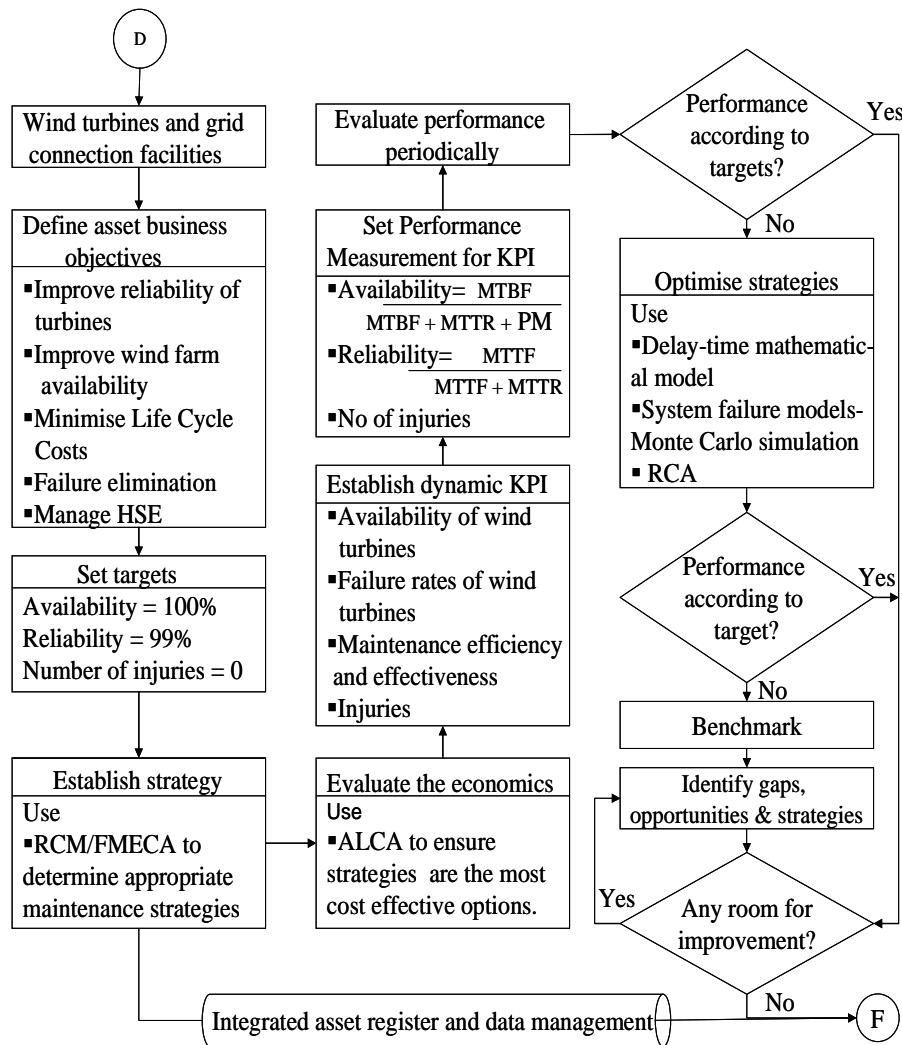 D
Wind turbines and grid
connection facilities
Define asset business
objectives
▪Improve reliability of
turbines
▪Improve wind farm
availability
▪Minimise Life Cycle
Costs
▪Failure elimination
▪Manage HSE
Set targets
Availability = 100%
Reliability = 99%
Number of injuries = 0
Establish strategy
Use
▪RCM/FMECA to
determine appropriate
maintenance strategies
Evaluate performance
periodically
Set Performance
Measurement for KPI
▪Availability= MTBF
MTBF + MTTR + PM
▪Reliability= MTTF
MTTF + MTTR
▪No of injuries
Establish dynamic KPI
▪Availability of wind
turbines
▪Failure rates of wind
turbines
▪Maintenance efficiency
and effectiveness
▪Injuries
Evaluate the economics
Use
▪ALCA to ensure
strategies are the most
cost effective options.
Performance
according to
targets?
Yes
No
Optimise strategies
Use
▪Delay-time mathematic-
al model
▪System failure models-
Monte Carlo simulation
▪RCA
Performance
according to
target?
Yes
No
Benchmark
Identify gaps,
opportunities & strategies
Yes
Any room for
improvement?
No
Integrated asset register and data management
F